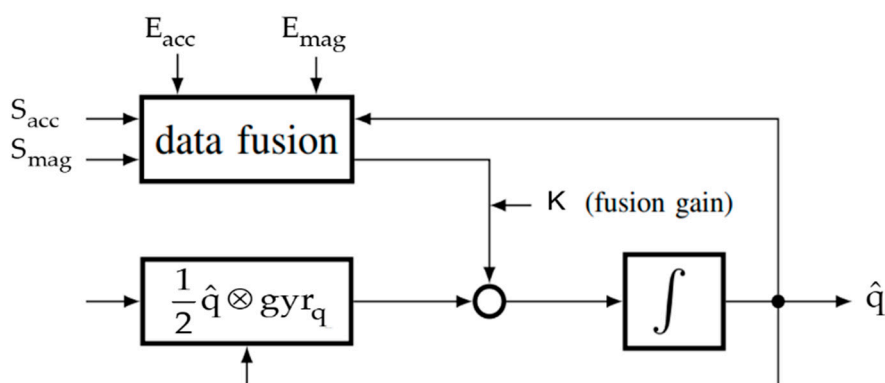 E_acc E_mag
S_acc
data fusion
S_mag
K (fusion gain)
1/2 q̂ ⊗ gyr_q
∫
q̂